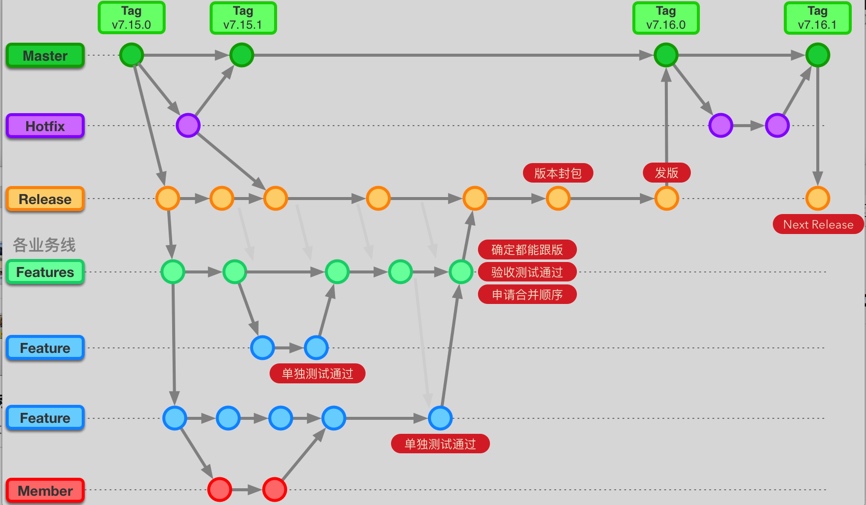 Tag
v7.15.0
Tag
v7.15.1
Tag
v7.16.0
Tag
v7.16.1
Master
Hotfix
版本封包
发版
Release
Next Release
各业务线
Features
确定都能跟版
验收测试通过
申请合并顺序
Feature
单独测试通过
Feature
单独测试通过
Member